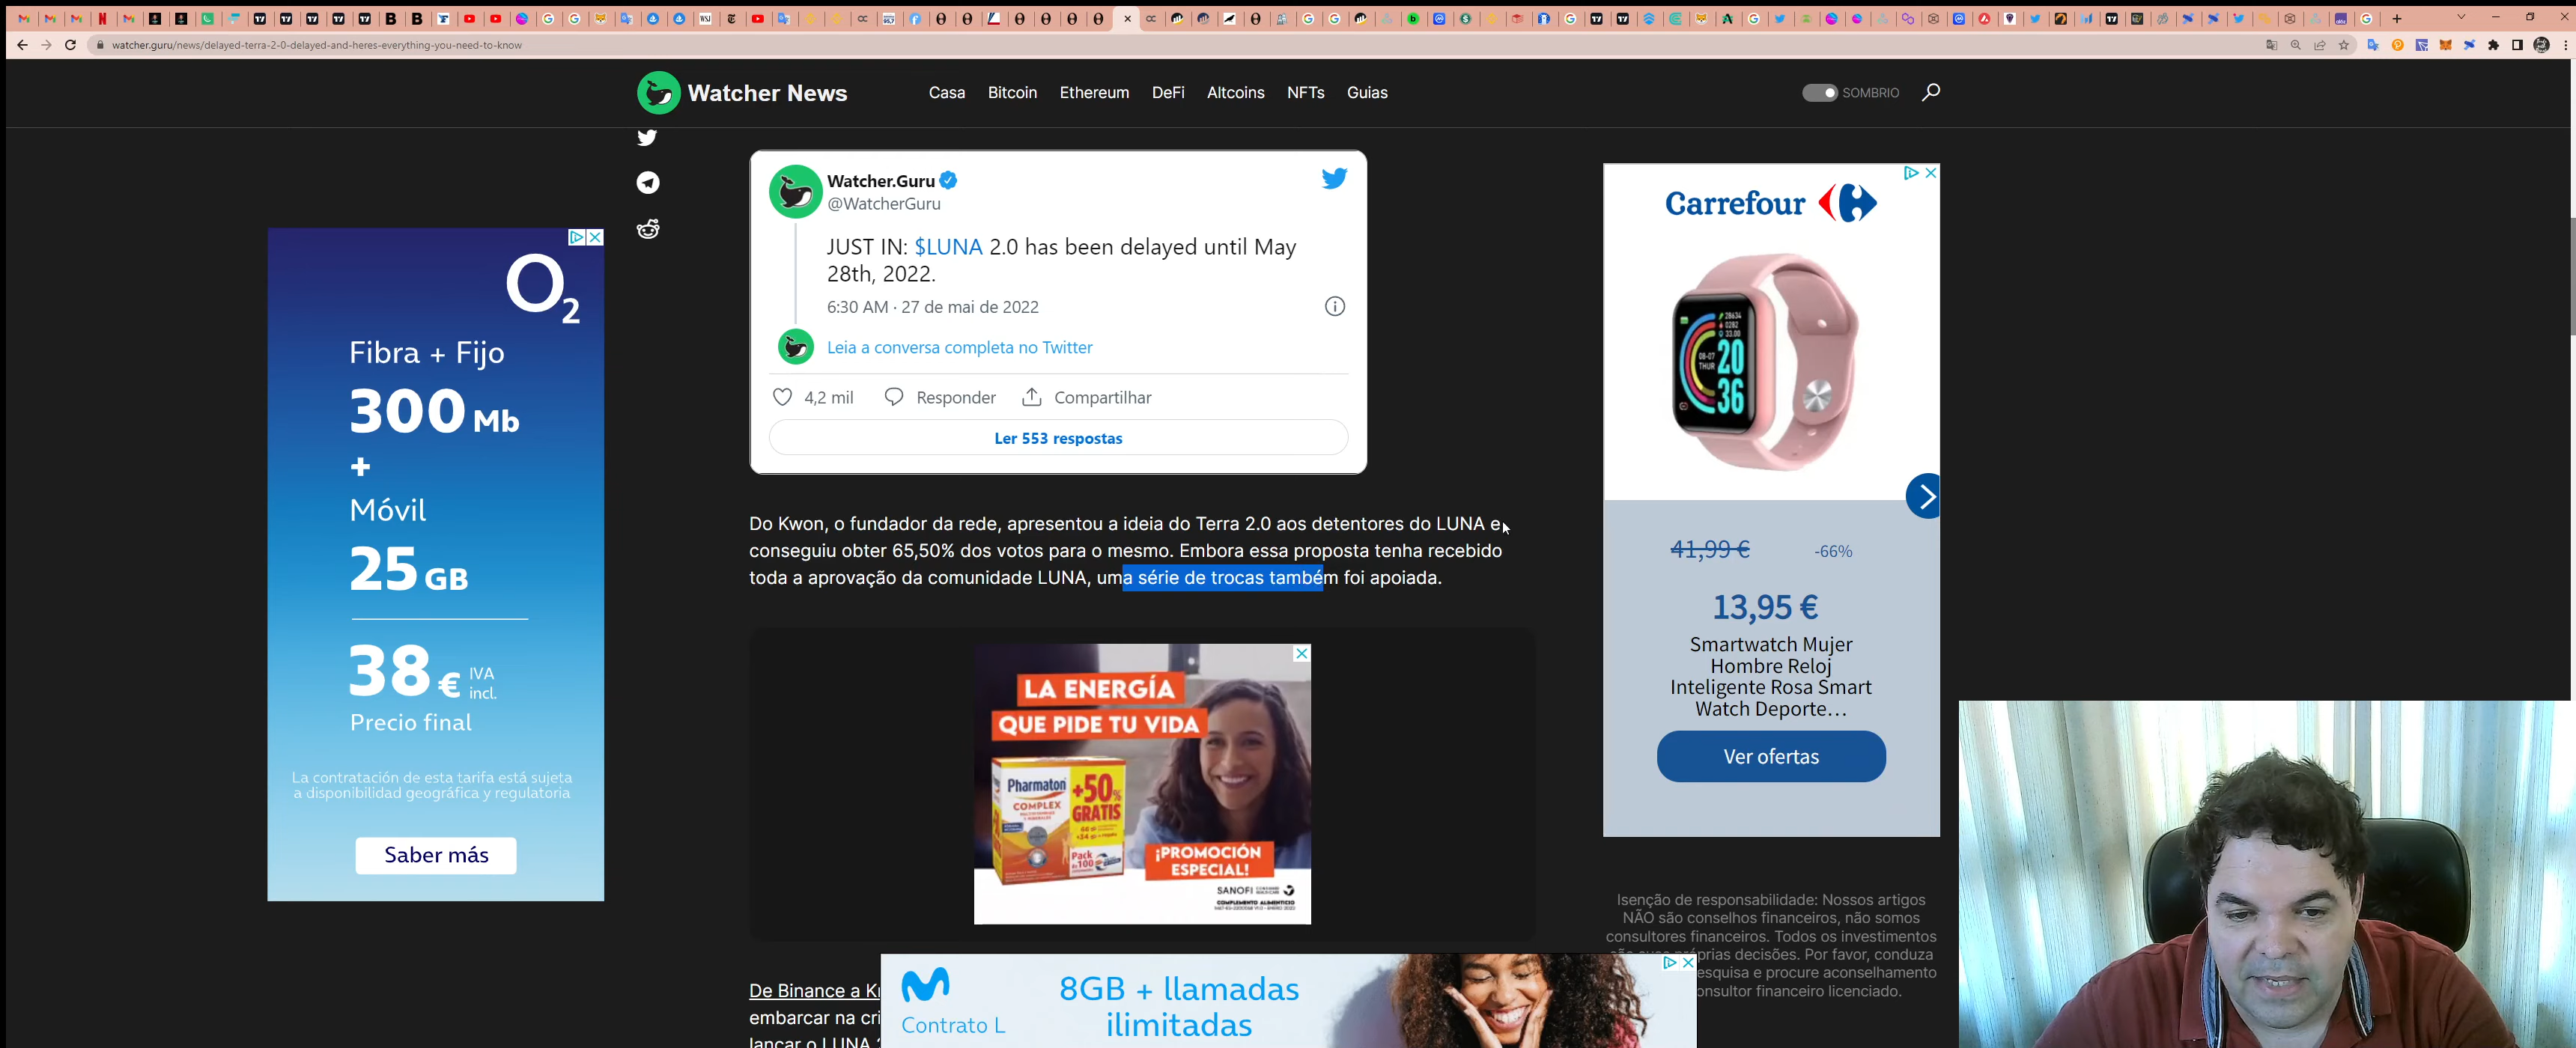 watcher.guru/news/delayed-terra-2-0-delayed-and-heres-everything-you-need-to-know
Watcher News
Casa Bitcoin Ethereum DeFi Altcoins NFTs Guias
SOMBRIO
Watcher.Guru
@WatcherGuru
JUST IN: $LUNA 2.0 has been delayed until May
28th, 2022.
6:30 AM · 27 de mai de 2022
Leia a conversa completa no Twitter
4,2 mil Responder Compartilhar
Ler 553 respostas
Do Kwon, o fundador da rede, apresentou a ideia do Terra 2.0 aos detentores do LUNA e
conseguiu obter 65,50% dos votos para o mesmo. Embora essa proposta tenha recebido
toda a aprovação da comunidade LUNA, uma série de trocas também foi apoiada.
O2
Fibra + Fijo
300 Mb
+
Móvil
25 GB
38 € IVA
incl.
Precio final
La contratación de esta tarifa está sujeta
a disponibilidad geográfica y regulatoria
Saber más
LA ENERGÍA
QUE PIDE TU VIDA
Pharmaton
COMPLEX
+50%
GRATIS
Pack
de 100
¡PROMOCIÓN
ESPECIAL!
SANOFI
COMPLEMENTO ALIMENTICIO
De Binance a
embarcar na
lançar o LUNA
8GB + llamadas
ilimitadas
Contrato L
Carrefour
20
36
41,99 € -66%
13,95 €
Smartwatch Mujer
Hombre Reloj
Inteligente Rosa Smart
Watch Deporte...
Ver ofertas
Isenção de responsabilidade: Nossos artigos
NÃO são conselhos financeiros, não somos
consultores financeiros. Todos os investimentos
decisões. Por favor, conduza
e procure aconselhamento
financeiro licenciado.